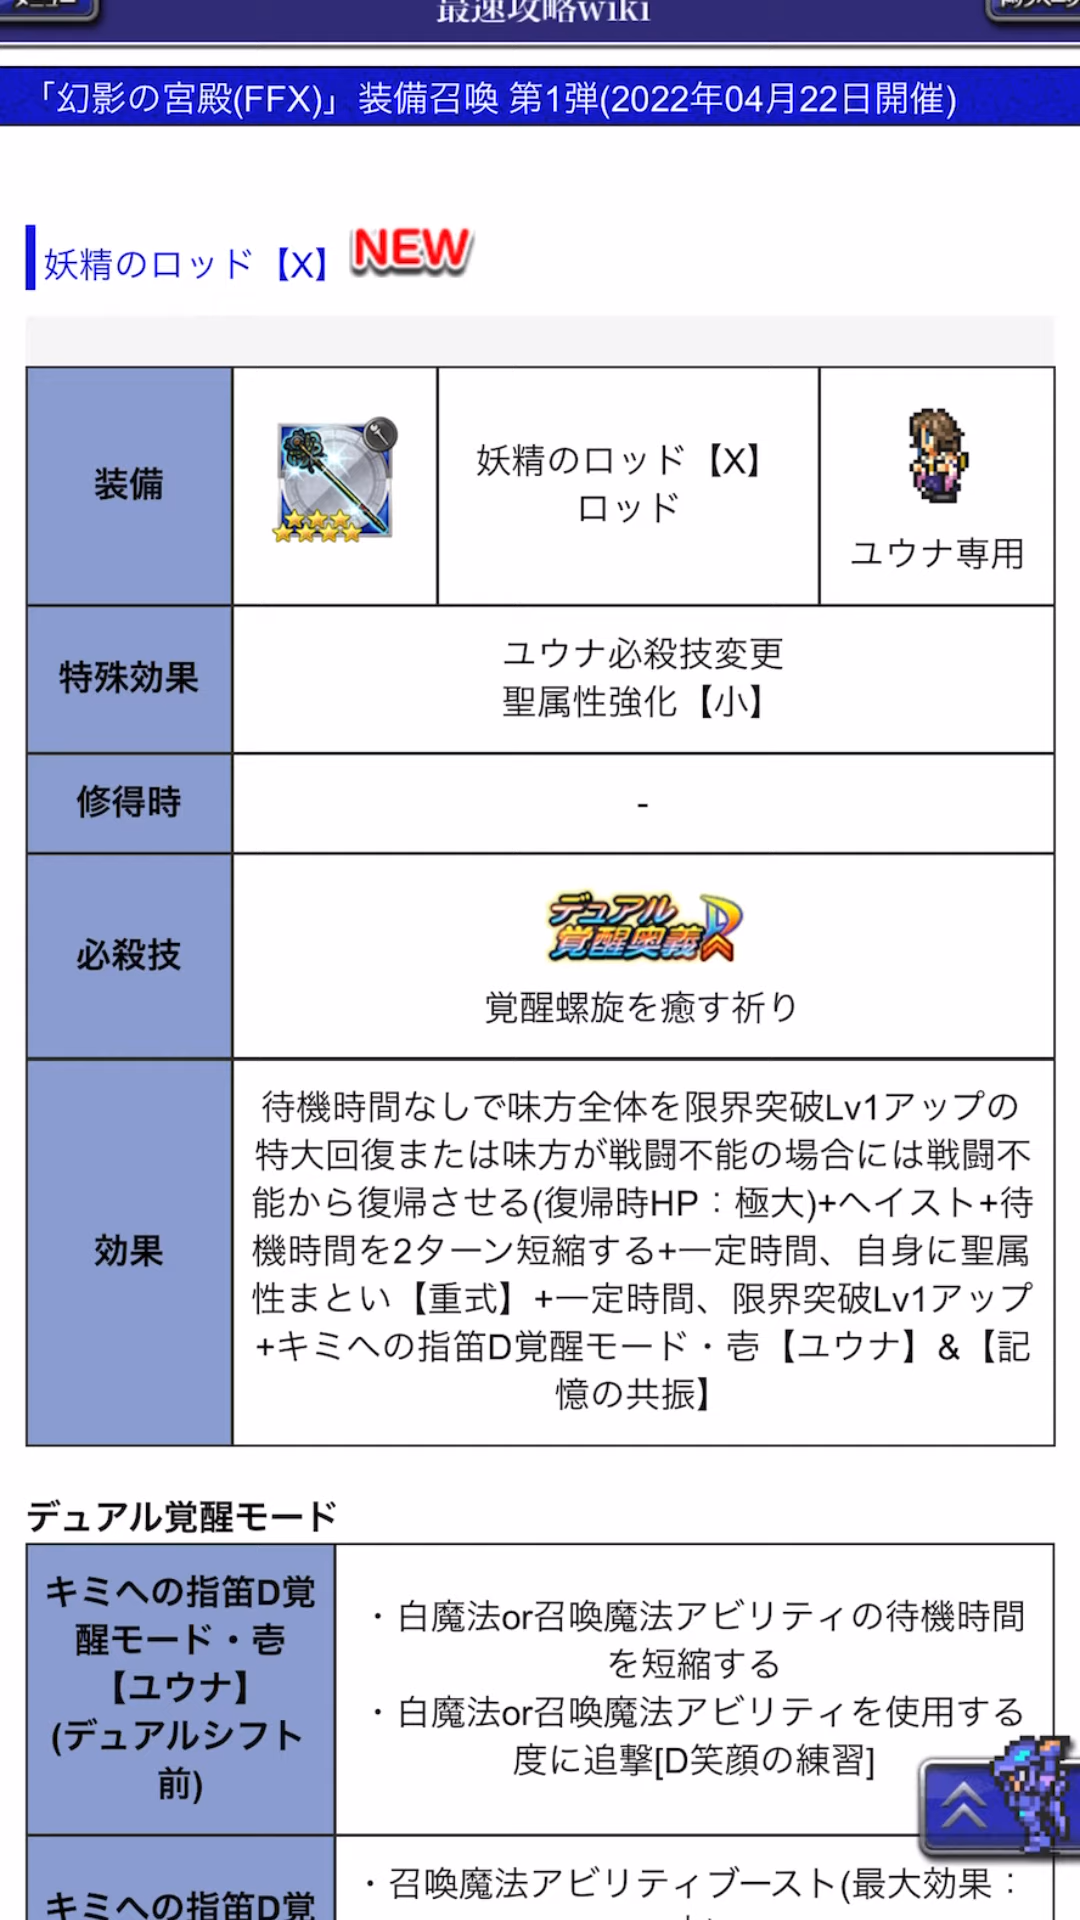 メニュー
最速攻略wiki
「幻影の宮殿(FFX)」装備召喚 第1弾(2022年04月22日開催)
妖精のロッド【X】 NEW
装備
妖精のロッド【X】
ロッド
ユウナ専用
特殊効果
ユウナ必殺技変更
聖属性強化【小】
修得時
-
必殺技
デュアル
覚醒奥義
覚醒螺旋を癒す祈り
効果
待機時間なしで味方全体を限界突破Lv1アップの
特大回復または味方が戦闘不能の場合には戦闘不
能から復帰させる(復帰時HP：極大)+ヘイスト+待
機時間を2ターン短縮する+一定時間、自身に聖属
性まとい【重式】+一定時間、限界突破Lv1アップ
+キミへの指笛D覚醒モード・壱【ユウナ】&【記
憶の共振】
デュアル覚醒モード
キミへの指笛D覚
醒モード・壱
【ユウナ】
(デュアルシフト
前)
・白魔法or召喚魔法アビリティの待機時間
を短縮する
・白魔法or召喚魔法アビリティを使用する
度に追撃[D笑顔の練習]
キミへの指笛D覚
・召喚魔法アビリティブースト(最大効果：